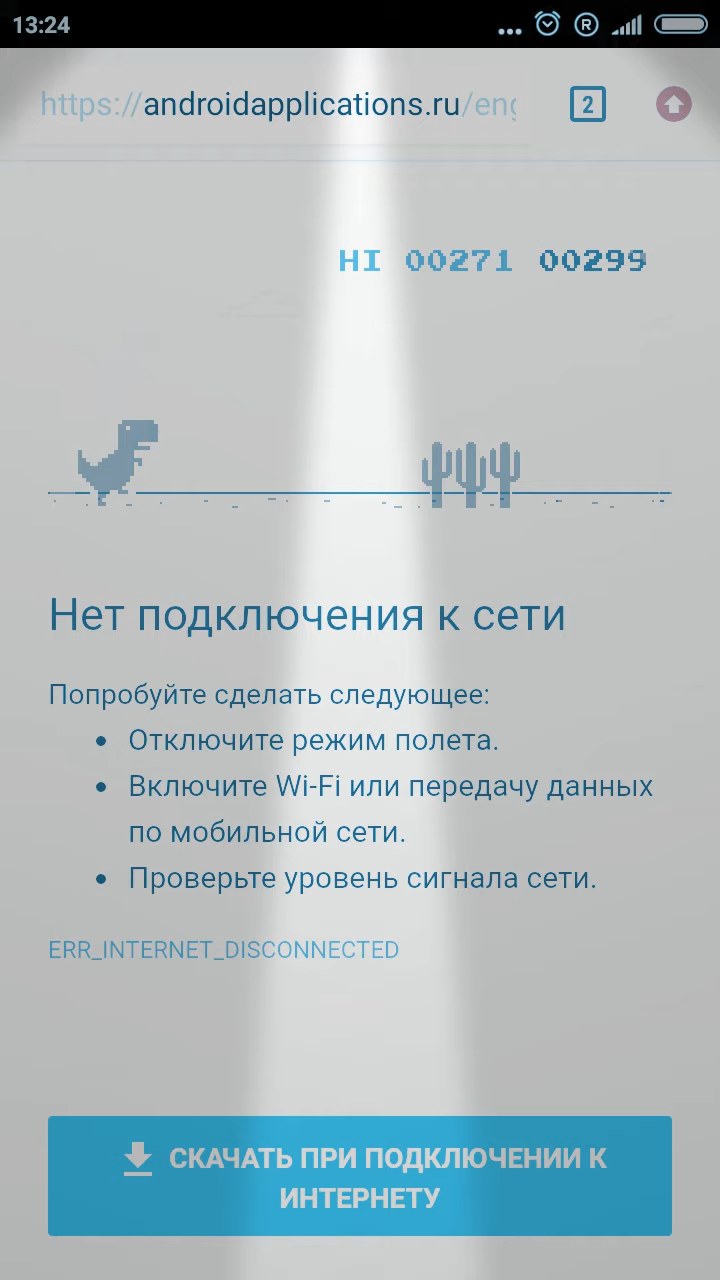 13:24
https://androidapplications.ru/eng
2
HI 00271 00299
Нет подключения к сети
Попробуйте сделать следующее:
• Отключите режим полета.
• Включите Wi-Fi или передачу данных
по мобильной сети.
• Проверьте уровень сигнала сети.
ERR_INTERNET_DISCONNECTED
СКАЧАТЬ ПРИ ПОДКЛЮЧЕНИИ К
ИНТЕРНЕТУ